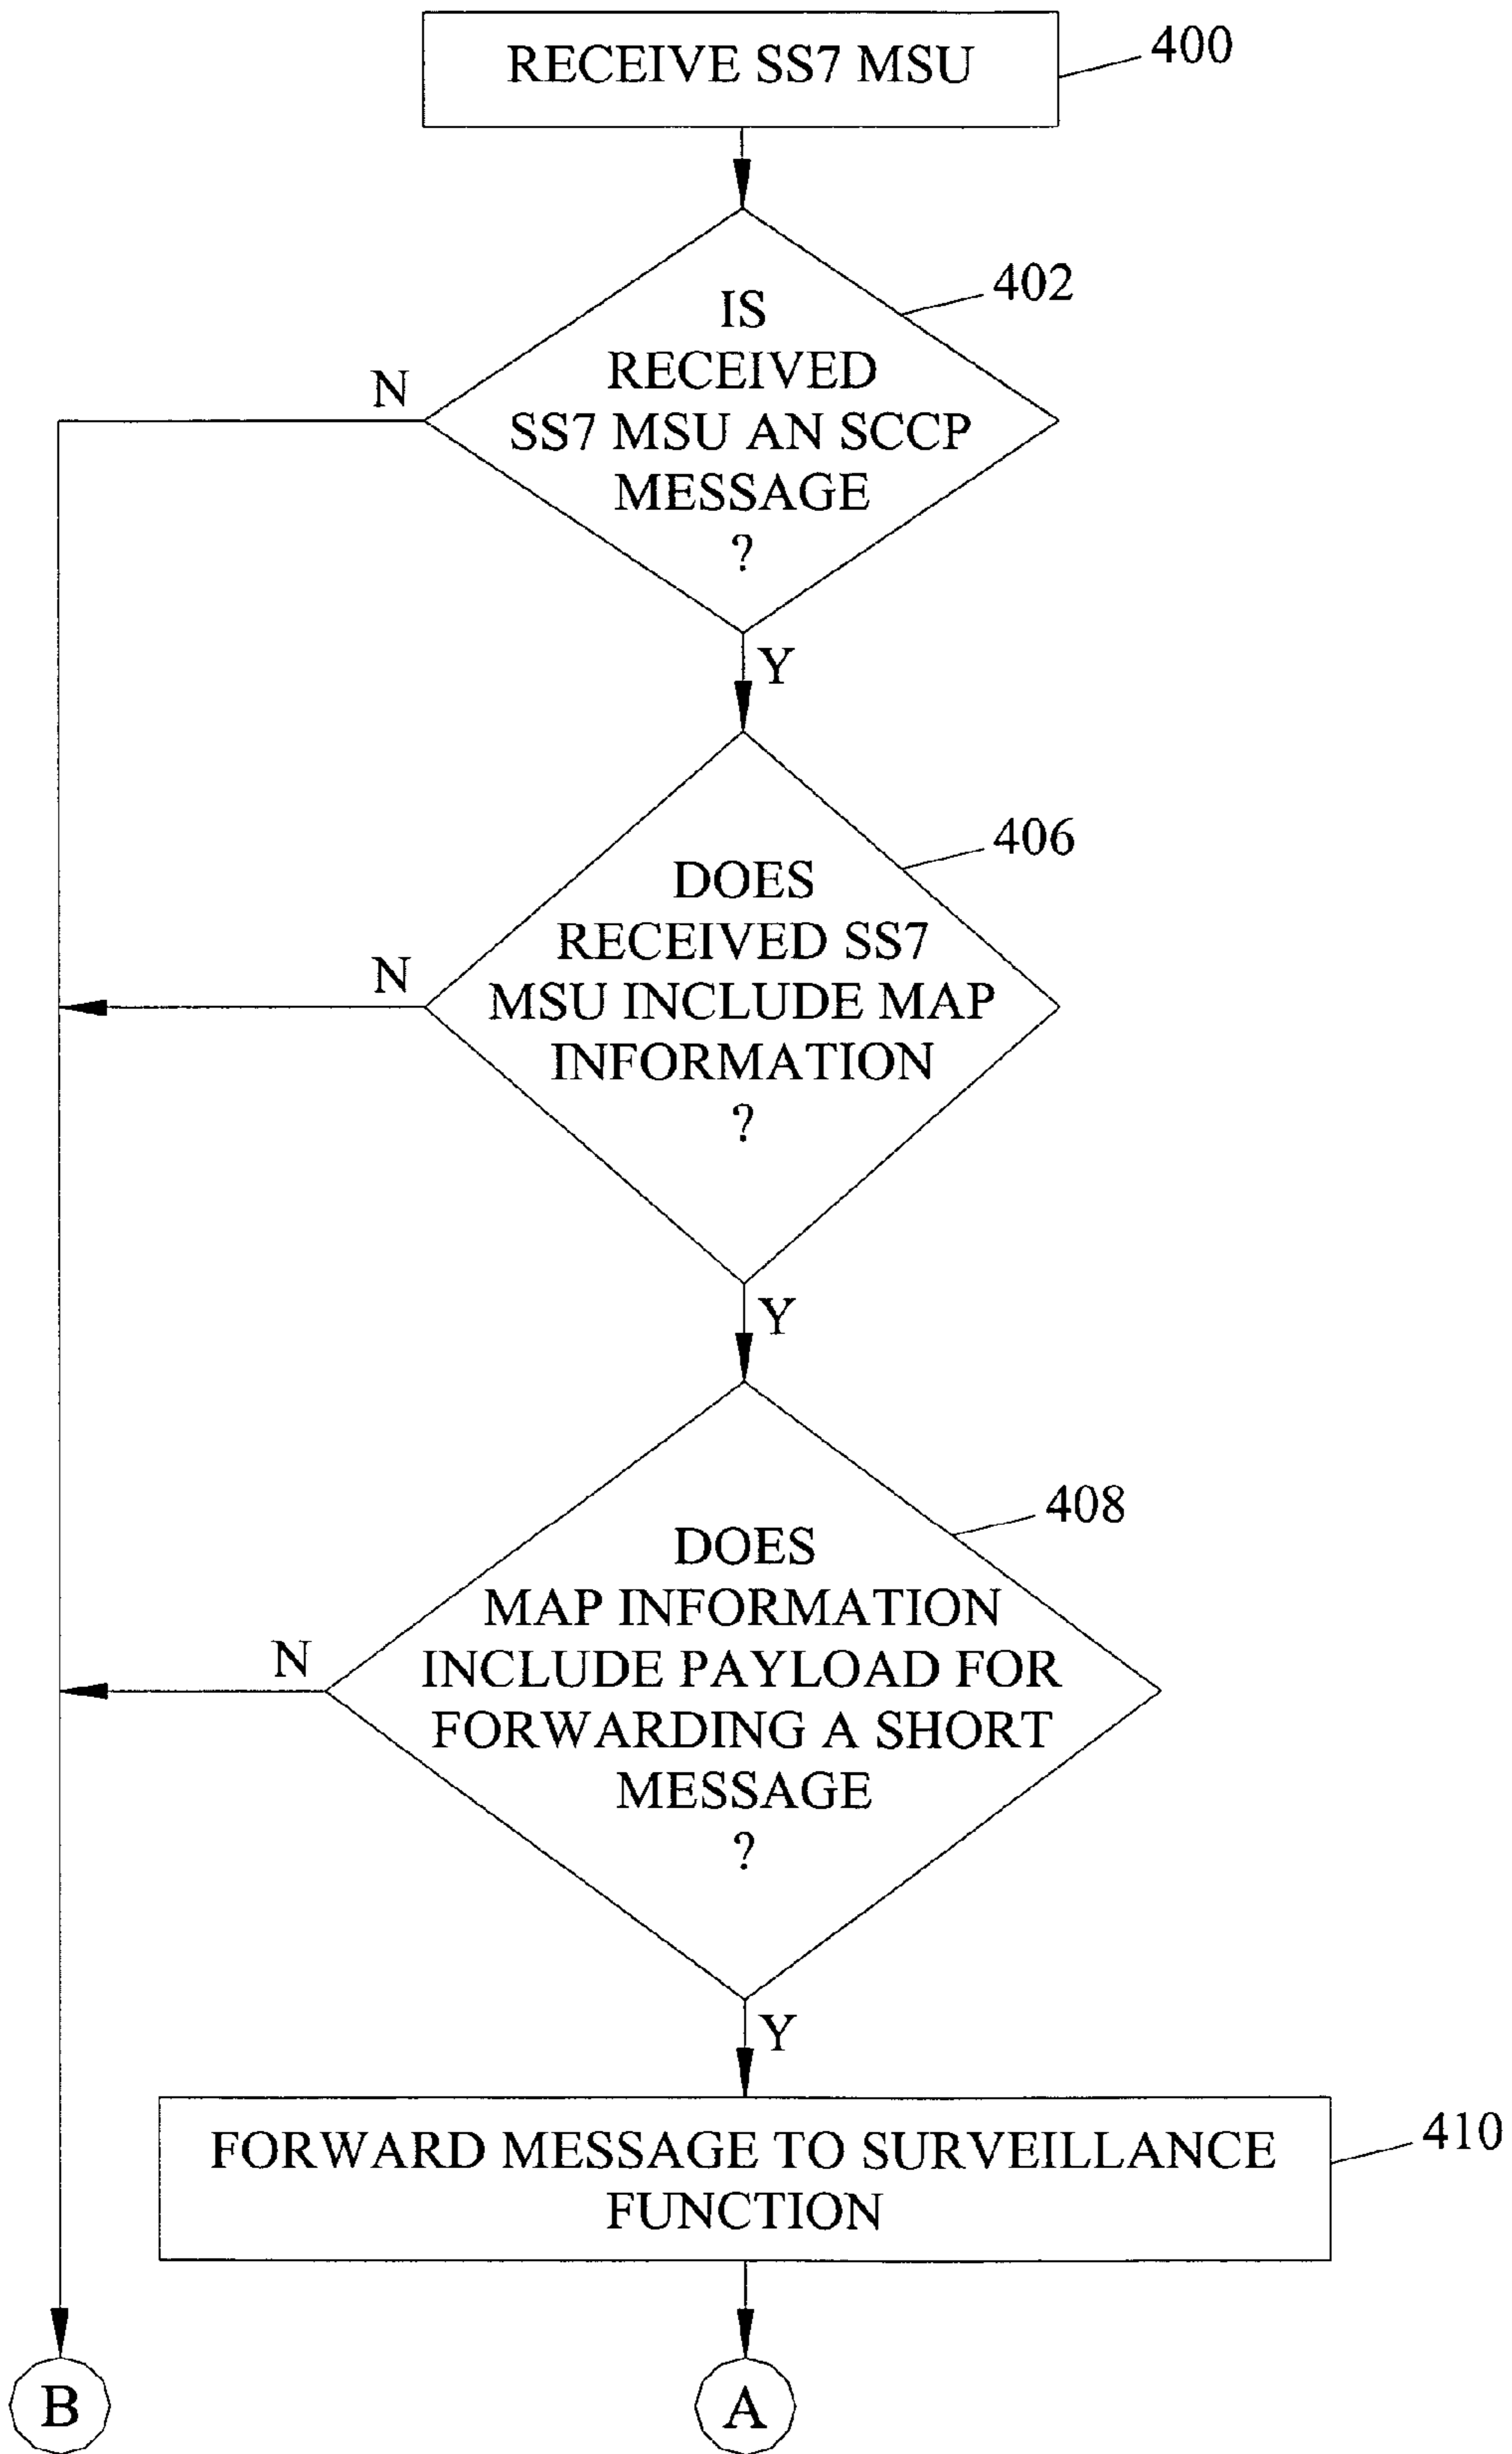 RECEIVE SS7 MSU
400
IS
RECEIVED
SS7 MSU AN SCCP
MESSAGE
?
402
N
Y
DOES
RECEIVED SS7
MSU INCLUDE MAP
INFORMATION
?
406
N
Y
DOES
MAP INFORMATION
INCLUDE PAYLOAD FOR
FORWARDING A SHORT
MESSAGE
?
408
N
Y
FORWARD MESSAGE TO SURVEILLANCE
FUNCTION
410
B
A